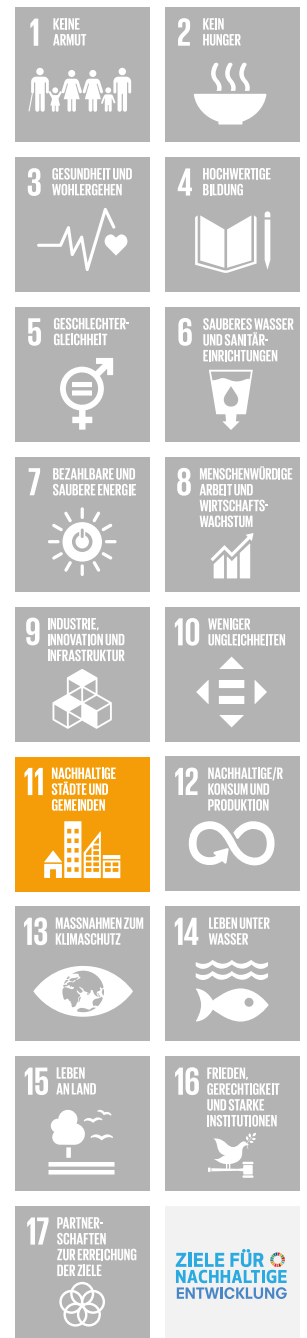 1 KEINE
ARMUT
2 KEIN
HUNGER
3 GESUNDHEIT UND
WOHLERGEHEN
4 HOCHWERTIGE
BILDUNG
5 GESCHLECHTER-
GLEICHHEIT
6 SAUBERES WASSER
UND SANITÄR-
EINRICHTUNGEN
7 BEZAHLBARE UND
SAUBERE ENERGIE
8 MENSCHENWÜRDIGE
ARBEIT UND
WIRTSCHAFTS-
WACHSTUM
9 INDUSTRIE,
INNOVATION UND
INFRASTRUKTUR
10 WENIGER
UNGLEICHHEITEN
11 NACHHALTIGE
STÄDTE UND
GEMEINDEN
12 NACHHALTIGE/R
KONSUM UND
PRODUKTION
13 MASSNAHMEN ZUM
KLIMASCHUTZ
14 LEBEN UNTER
WASSER
15 LEBEN
AN LAND
16 FRIEDEN,
GERECHTIGKEIT
UND STARKE
INSTITUTIONEN
17 PARTNER-
SCHAFTEN
ZUR ERREICHUNG
DER ZIELE
ZIELE FÜR
NACHHALTIGE
ENTWICKLUNG